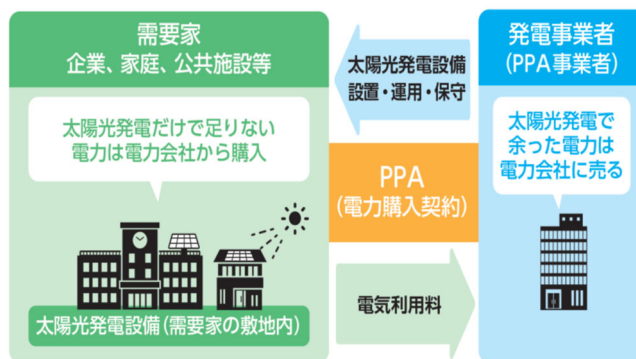 需要家
企業、家庭、公共施設等
太陽光発電だけで足りない
電力は電力会社から購入
太陽光発電設備(需要家の敷地内)
太陽光発電設備
設置・運用・保守
PPA
(電力購入契約)
電気利用料
発電事業者
(PPA事業者)
太陽光発電で
余った電力は
電力会社に売る